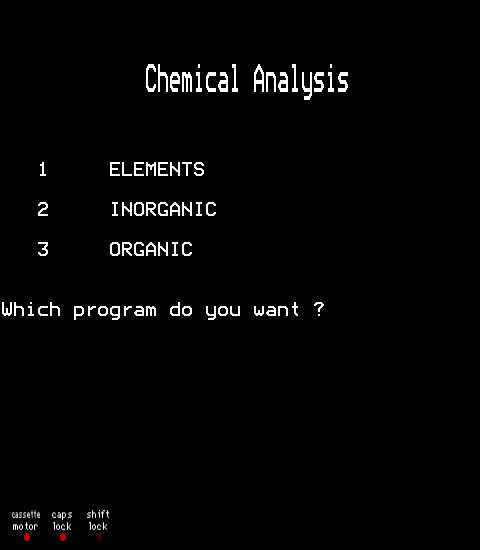 Chemical Analysis
1 ELEMENTS
2 INORGANIC
3 ORGANIC
Which program do you want ?
cassette motor caps lock shift lock